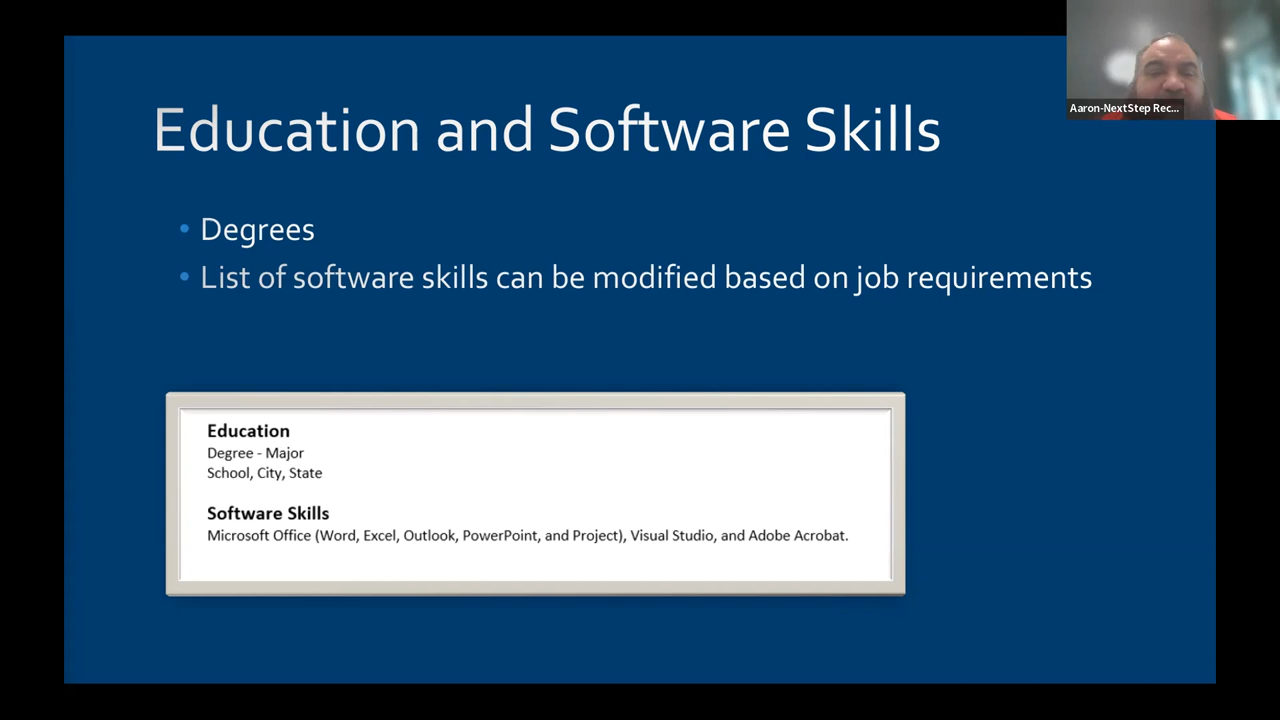 Education and Software Skills
• Degrees
• List of software skills can be modified based on job requirements
Education
Degree - Major
School, City, State
Software Skills
Microsoft Office (Word, Excel, Outlook, PowerPoint, and Project), Visual Studio, and Adobe Acrobat.
Aaron-NextStep Rec...